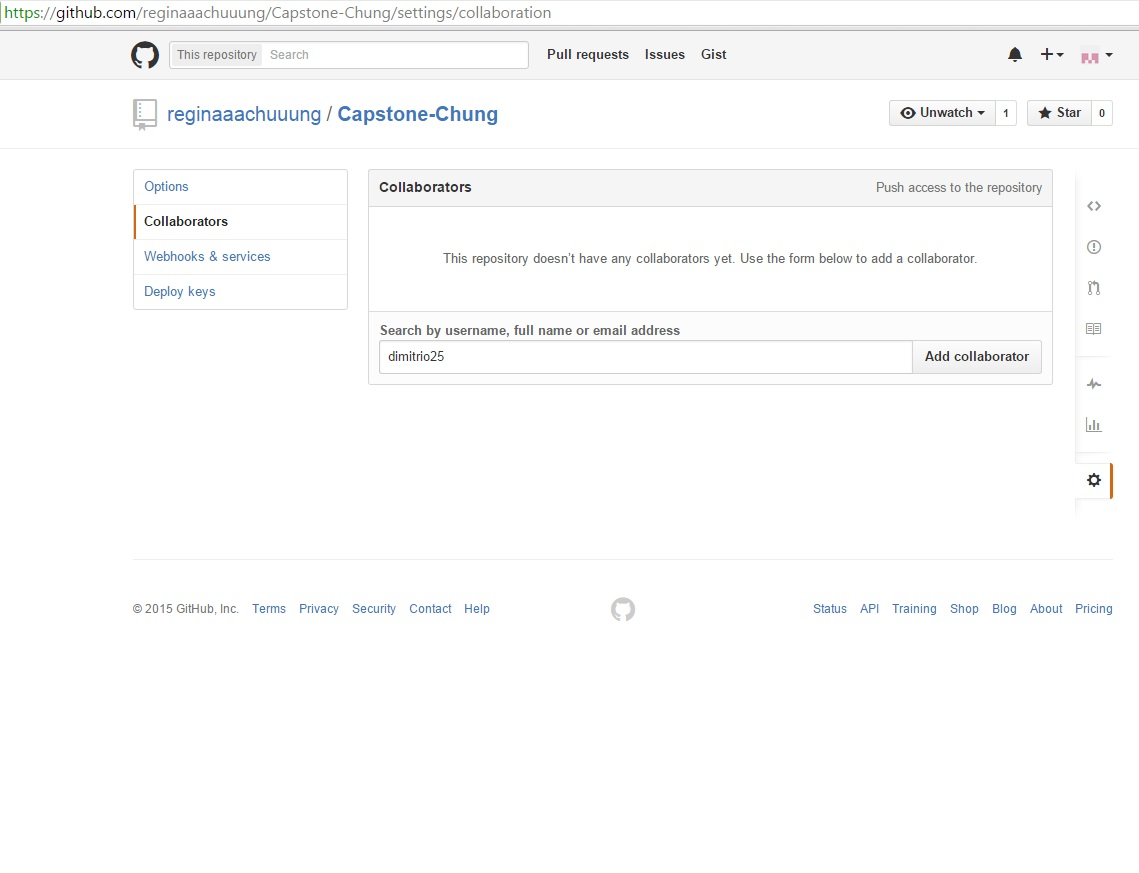 https://github.com/reginaaachuuung/Capstone-Chung/settings/collaboration
This repository Search Pull requests Issues Gist
reginaaachuuung / Capstone-Chung Unwatch 1 Star 0
Options
Collaborators
Webhooks & services
Deploy keys
Collaborators Push access to the repository
This repository doesn't have any collaborators yet. Use the form below to add a collaborator.
Search by username, full name or email address
dimitrio25 Add collaborator
© 2015 GitHub, Inc. Terms Privacy Security Contact Help Status API Training Shop Blog About Pricing